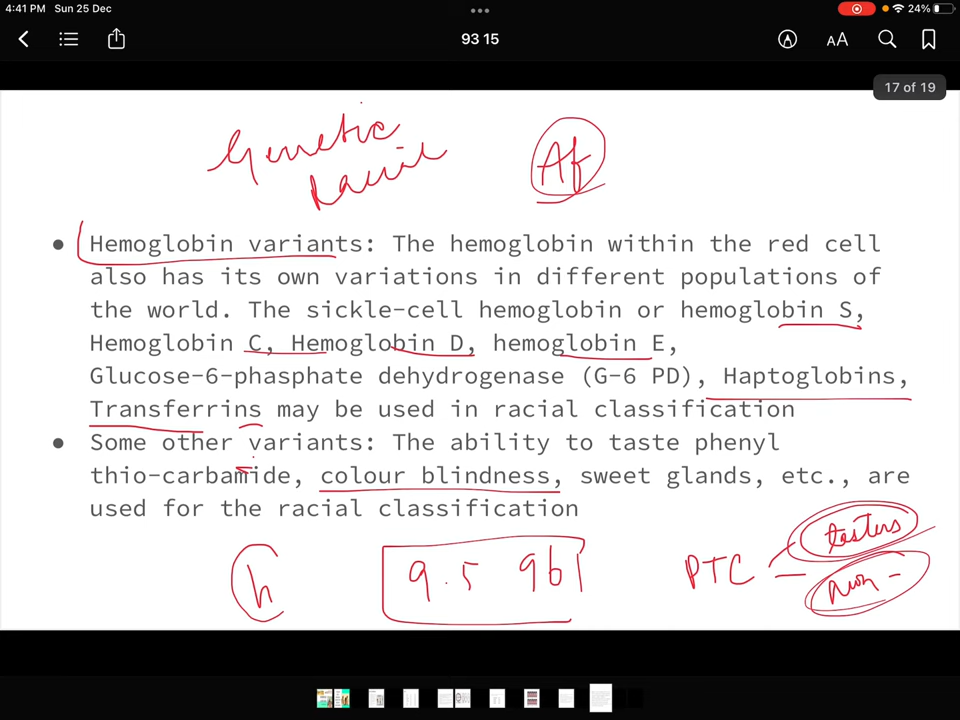 4:41 PM Sun 25 Dec
24%
93 15
AA
17 of 19
Genetic
Af
• Hemoglobin variants: The hemoglobin within the red cell
also has its own variations in different populations of
the world. The sickle-cell hemoglobin or hemoglobin S,
Hemoglobin C, Hemoglobin D, hemoglobin E,
Glucose-6-phosphate dehydrogenase (G-6 PD), Haptoglobins,
Transferrins may be used in racial classification
• Some other variants: The ability to taste phenyl
thio-carbamide, colour blindness, sweet glands, etc., are
used for the racial classification
h
9.5 961
PTC
testers
non -